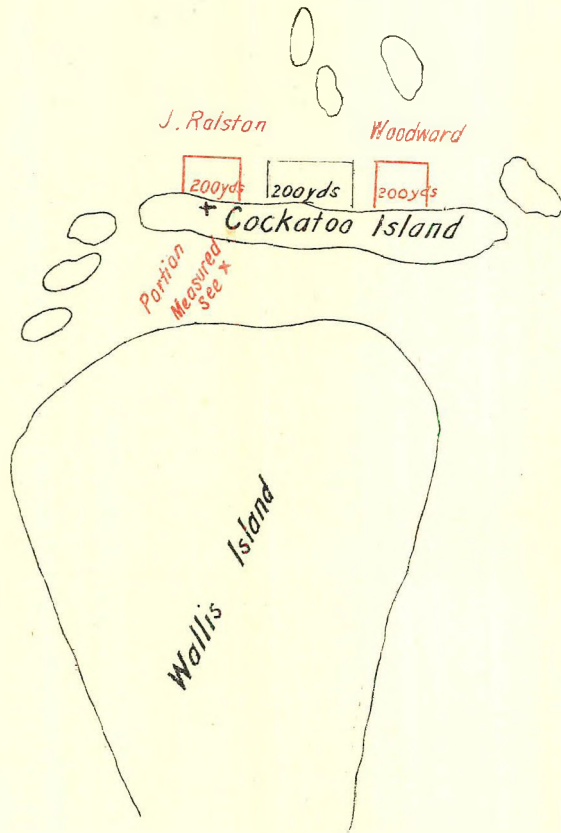 J. Ralston
Woodward
200yds
200yds
200yds
+ Cockatoo Island
Portion
Measured
See x
Wallis Island